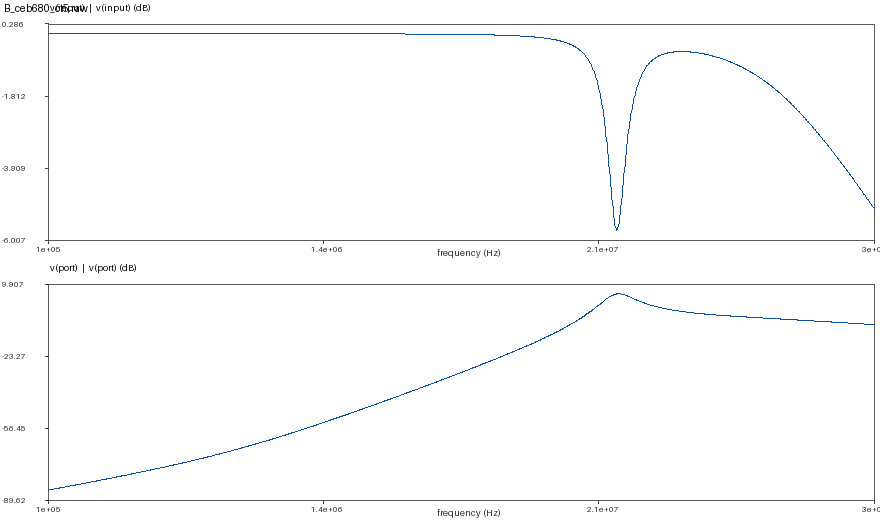 v(input) (dB)
0.286
-1.812
-3.909
-6.007
1e+05
1.4e+06
2.1e+07
3e+0
frequency (Hz)
v(port) | v(port) (dB)
9.907
-23.27
-56.45
-89.62
1e+05
1.4e+06
2.1e+07
3e+0
frequency (Hz)